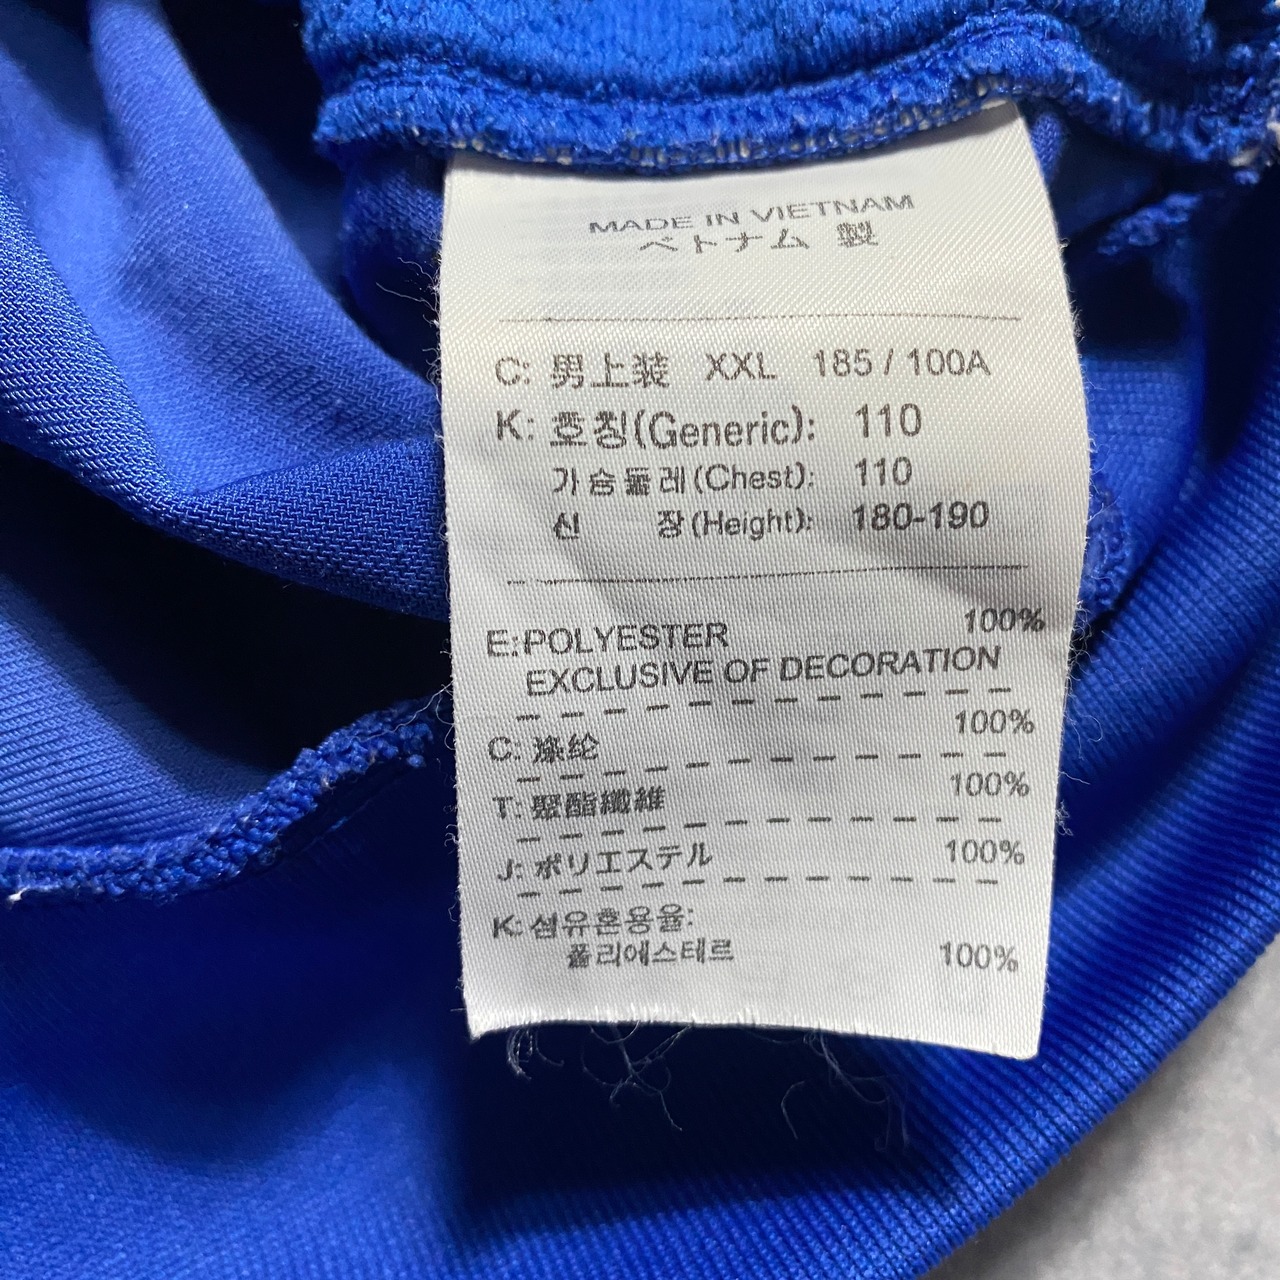 MADE IN VIETNAM
ベトナム 製
C: 男上装 XXL 185 / 100A
K: 호칭(Generic): 110
가슴둘레(Chest): 110
신 장(Height): 180-190
E:POLYESTER 100%
EXCLUSIVE OF DECORATION
C: 涤纶 100%
T: 聚酯纖維 100%
J: ポリエステル 100%
K: 섬유혼용율:
폴리에스테르 100%